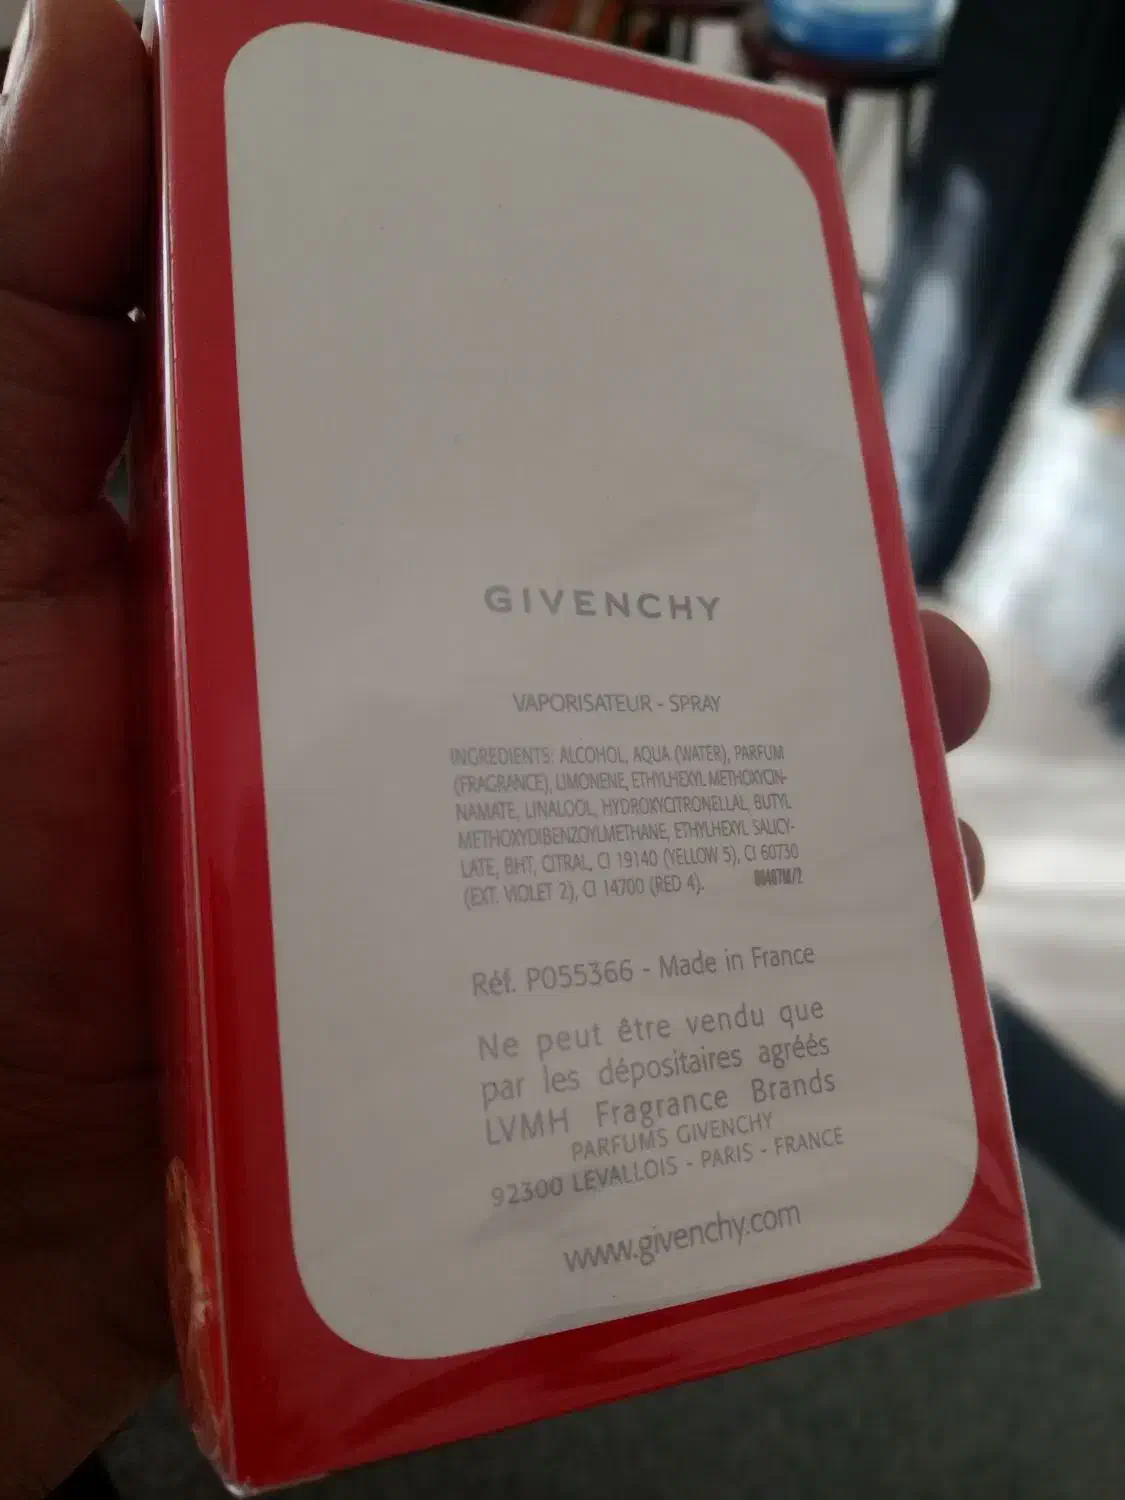 GIVENCHY
VAPORISATEUR - SPRAY
INGREDIENTS: ALCOHOL, AQUA (WATER), PARFUM
(FRAGRANCE), LIMONENE, ETHYLHEXYL METHOXYCIN-
NAMATE, LINALOOL, HYDROXYCITRONELLAL, BUTYL
METHOXYDIBENZOYLMETHANE, ETHYLHEXYL SALICY-
LATE, BHT, CITRAL, CI 19140 (YELLOW 5), CI 60730
(EXT. VIOLET 2), CI 14700 (RED 4).
Réf. P055366 - Made in France
Ne peut être vendu que
par les dépositaires agréés
LVMH Fragrance Brands
PARFUMS GIVENCHY
92300 LEVALLOIS - PARIS - FRANCE
www.givenchy.com